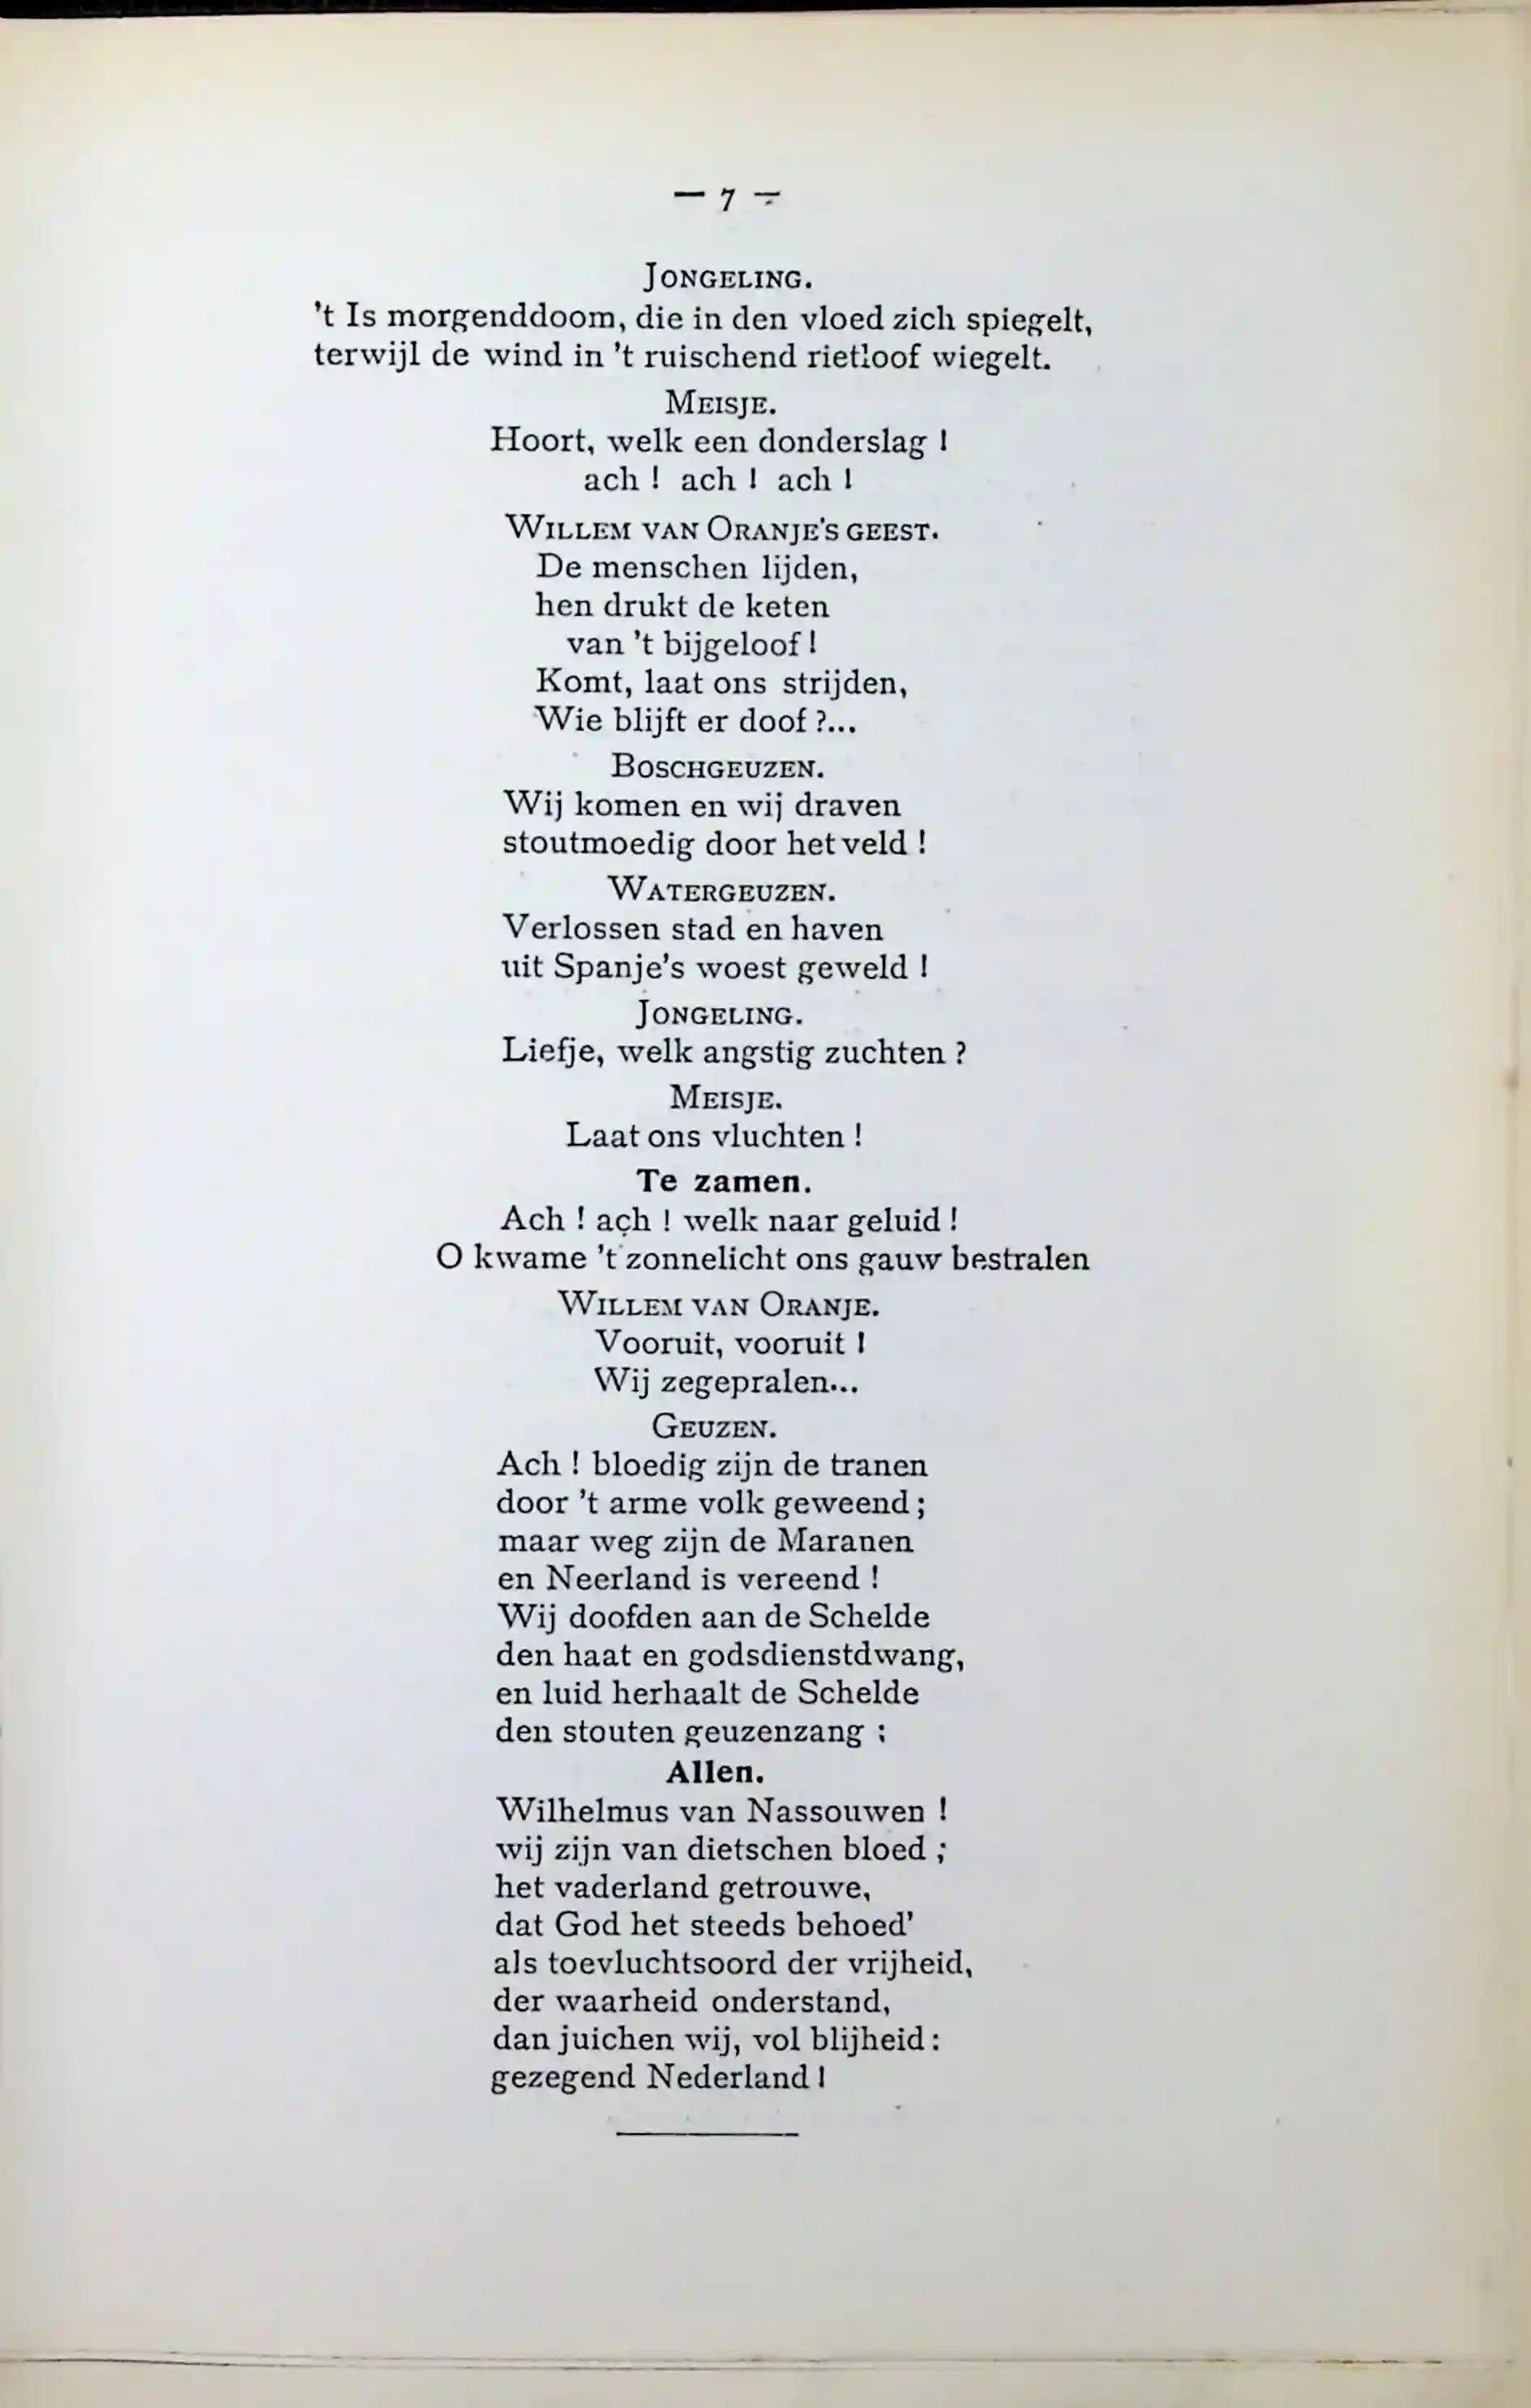 — 7 —
JONGELING.
't Is morgenddoom, die in den vloed zich spiegelt,
terwijl de wind in 't ruischend rietloof wiegelt.
MEISJE.
Hoort, welk een donderslag !
ach ! ach ! ach !
WILLEM VAN ORANJE'S GEEST.
De menschen lijden,
hen drukt de keten
van 't bijgeloof !
Komt, laat ons strijden,
Wie blijft er doof ?...
BOSCHGEUZEN.
Wij komen en wij draven
stoutmoedig door het veld !
WATERGEUZEN.
Verlossen stad en haven
uit Spanje's woest geweld !
JONGELING.
Liefje, welk angstig zuchten ?
MEISJE.
Laat ons vluchten !
Te zamen.
Ach ! ach ! welk naar geluid !
O kwame 't zonnelicht ons gauw bestralen
WILLEM VAN ORANJE.
Vooruit, vooruit !
Wij zegepralen...
GEUZEN.
Ach ! bloedig zijn de tranen
door 't arme volk geweend ;
maar weg zijn de Maranen
en Neerland is vereend !
Wij doofden aan de Schelde
den haat en godsdienstdwang,
en luid herhaalt de Schelde
den stouten geuzenzang :
Allen.
Wilhelmus van Nassouwen !
wij zijn van dietschen bloed ;
het vaderland getrouwe,
dat God het steeds behoed'
als toevluchtsoord der vrijheid,
der waarheid onderstand,
dan juichen wij, vol blijheid :
gezegend Nederland !